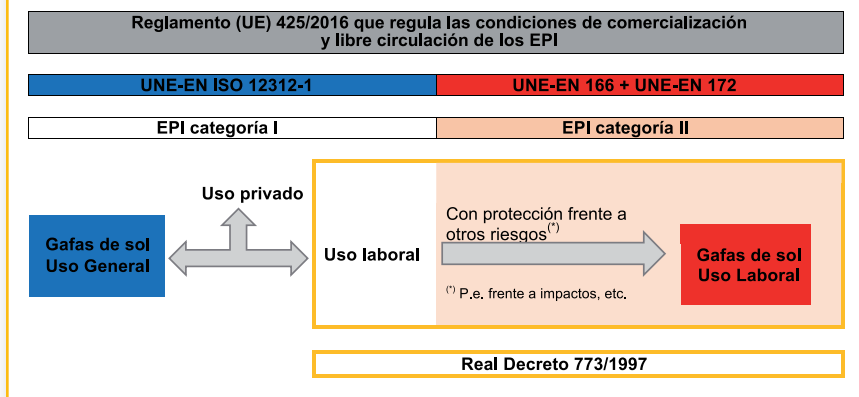 Reglamento (UE) 425/2016 que regula las condiciones de comercialización
y libre circulación de los EPI
UNE-EN ISO 12312-1
UNE-EN 166 + UNE-EN 172
EPI categoría I
EPI categoría II
Uso privado
Gafas de sol
Uso General
Uso laboral
Con protección frente a
otros riesgos(*)
(*) P.e. frente a impactos, etc.
Gafas de sol
Uso Laboral
Real Decreto 773/1997